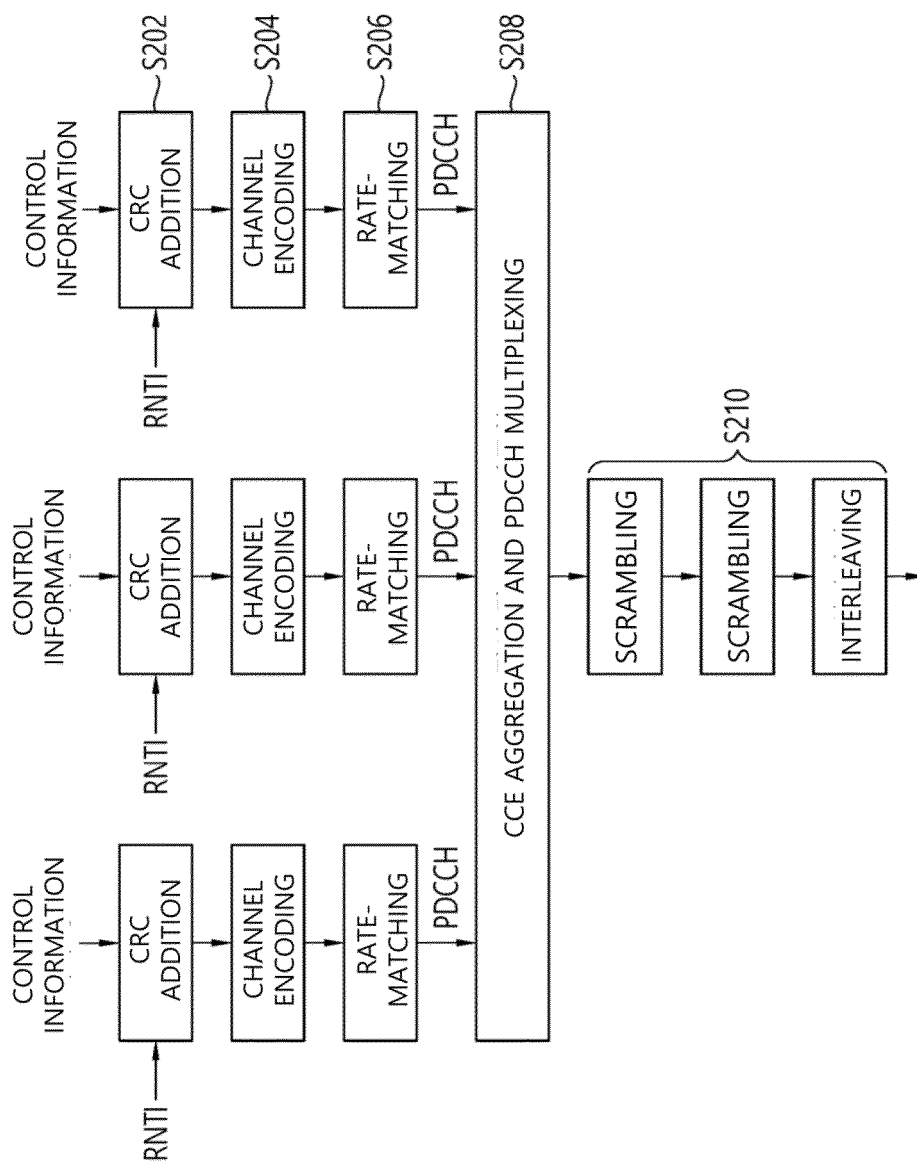 CONTROL
INFORMATION
CONTROL
INFORMATION
CONTROL
INFORMATION
RNTI
CRC
ADDITION
RNTI
CRC
ADDITION
RNTI
CRC
ADDITION
S202
CHANNEL
ENCODING
CHANNEL
ENCODING
CHANNEL
ENCODING
S204
RATE-
MATCHING
RATE-
MATCHING
RATE-
MATCHING
S206
PDCCH
PDCCH
PDCCH
CCE AGGREGATION AND PDCCH MULTIPLEXING
S208
SCRAMBLING
SCRAMBLING
INTERLEAVING
S210